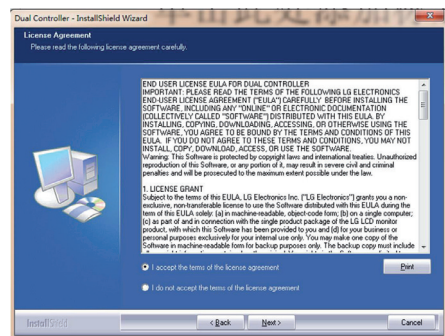 单击此处添加标
Dual Controller - InstallShield Wizard
License Agreement
Please read the following license agreement carefully.
END USER LICENSE EULA FOR DUAL CONTROLLER
IMPORTANT: PLEASE READ THE TERMS OF THE FOLLOWING LG ELECTRONICS
END-USER LICENSE AGREEMENT ("EULA") CAREFULLY BEFORE INSTALLING THE
SOFTWARE, INCLUDING ANY "ONLINE" OR ELECTRONIC DOCUMENTATION
(COLLECTIVELY CALLED "SOFTWARE") DISTRIBUTED WITH THIS EULA. BY
INSTALLING, COPYING, DOWNLOADING, ACCESSING, OR OTHERWISE USING THE
SOFTWARE, YOU AGREE TO BE BOUND BY THE TERMS AND CONDITIONS OF THIS
EULA. IF YOU DO NOT AGREE TO THESE TERMS AND CONDITIONS, YOU MAY NOT
INSTALL, COPY, DOWNLOAD, ACCESS, OR USE THE SOFTWARE.
Warning: This Software is protected by copyright laws and international treaties. Unauthorized
reproduction of this Software, or any portion of it, may result in severe civil and criminal
penalties and will be prosecuted to the maximum extent possible under the law.
1. LICENSE GRANT
Subject to the terms of this EULA, LG Electronics Inc. ("LG Electronics") grants you a non-
exclusive, non-transferable license to use the Software distributed with this EULA during the
term of this EULA solely: (a) in machine-readable, object-code form; (b) on a single computer;
(c) as part of and in connection with the single product package of the LG LCD monitor
product, with which this Software has been provided to you and (d) for your business or
personal purposes exclusively for your internal use only. You may make one copy of the
Software in machine-readable form for backup purposes only. The backup copy must include
I accept the terms of the license agreement
Print
I do not accept the terms of the license agreement
InstallShield
< Back
Next >
Cancel